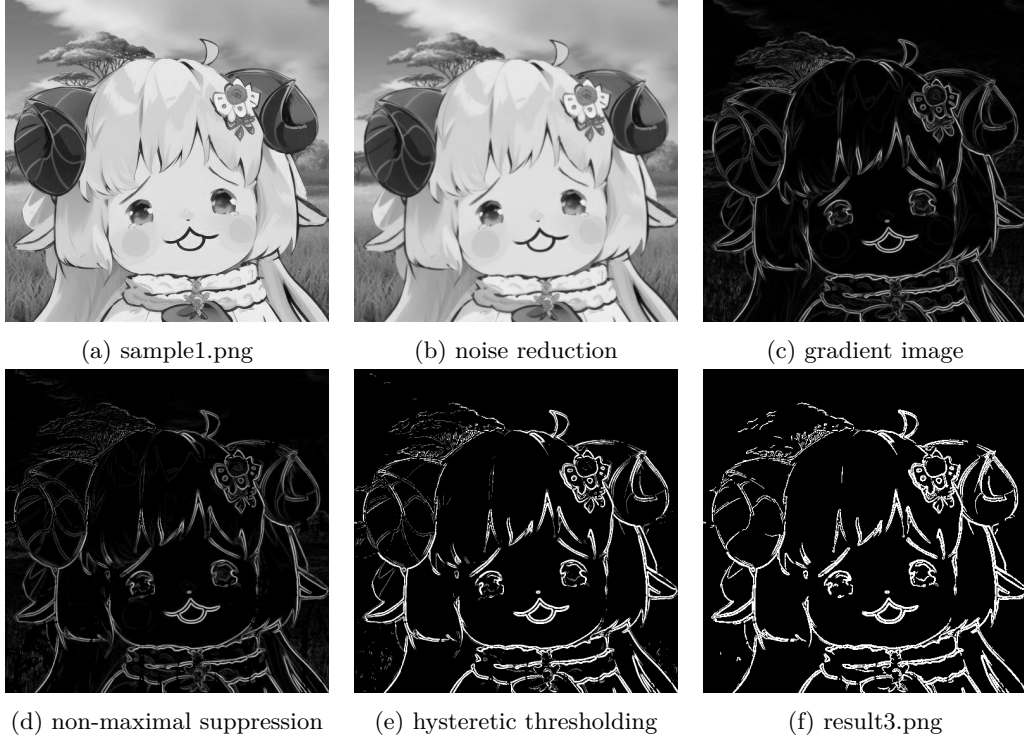 (a) sample1.png
(b) noise reduction
(c) gradient image
(d) non-maximal suppression
(e) hysteretic thresholding
(f) result3.png